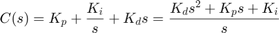 C(s) = K_p + \frac{K_i}{s} + K_d s = \frac{K_d s^2 + K_p s + K_i}{s}